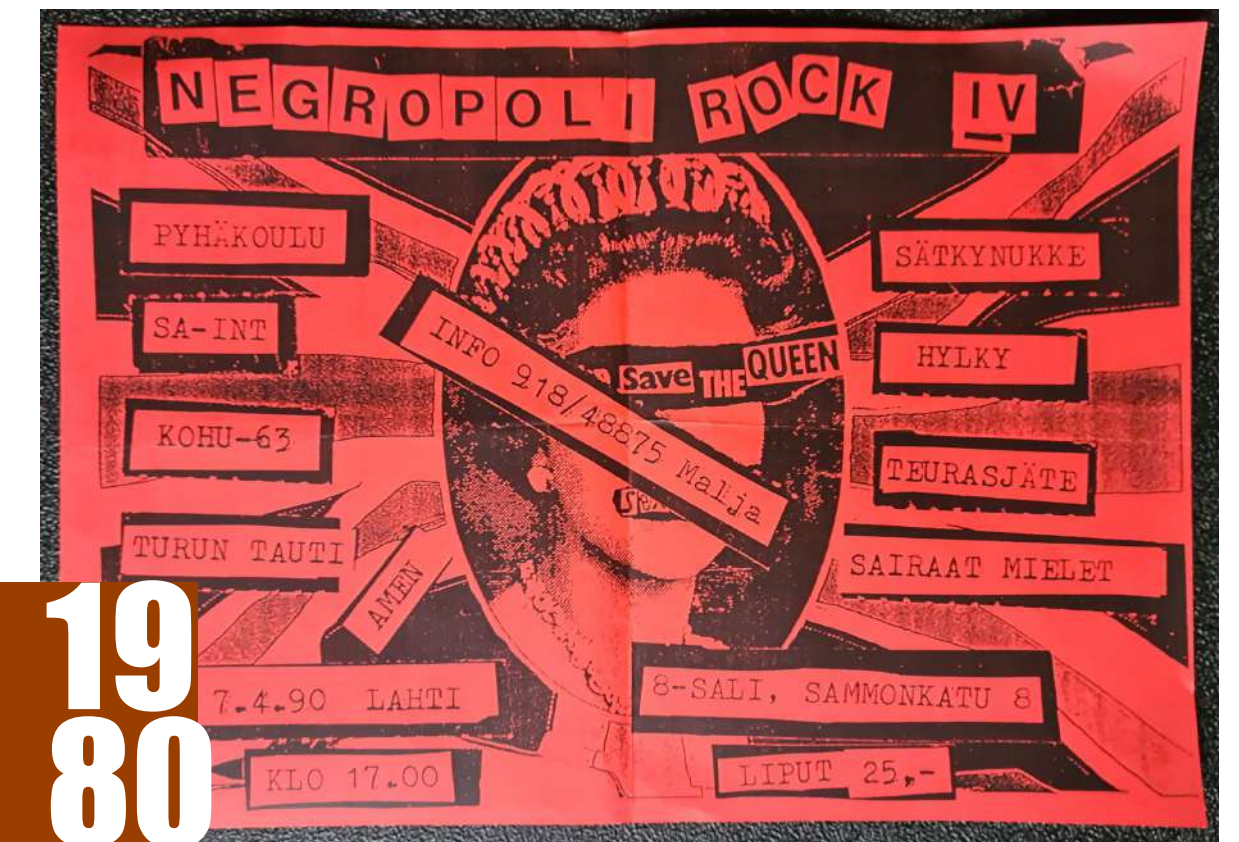 NEGROPOLI ROCK IV
PYHÄKOULU
SA-INT
KOHU-63
TURUN TAUTI
AMEN
INFO 918/48875 Malja
Save THE QUEEN
SÄTKYNUKKE
HYLKY
TEURASJÄTE
SAIRAAT MIELET
7.4.90 LAHTI
8-SALI, SAMMONKATU 8
KLO 17.00
LIPUT 25,-
19
80